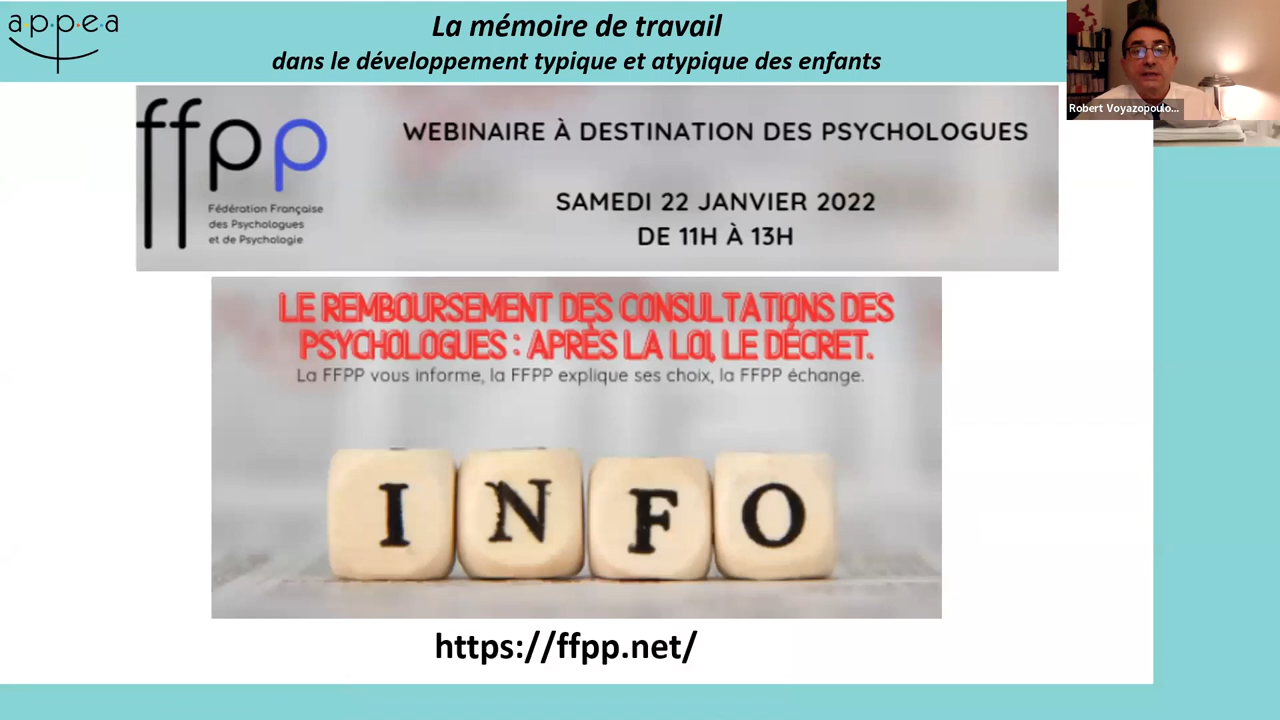 a·p·p·e·a
La mémoire de travail
dans le développement typique et atypique des enfants
Robert Voyazopoulo...
ffpp
Fédération Française
des Psychologues
et de Psychologie
WEBINAIRE À DESTINATION DES PSYCHOLOGUES
SAMEDI 22 JANVIER 2022
DE 11H À 13H
LE REMBOURSEMENT DES CONSULTATIONS DES
PSYCHOLOGUES : APRÈS LA LOI, LE DÉCRET.
La FFPP vous informe, la FFPP explique ses choix, la FFPP échange.
INFO
https://ffpp.net/